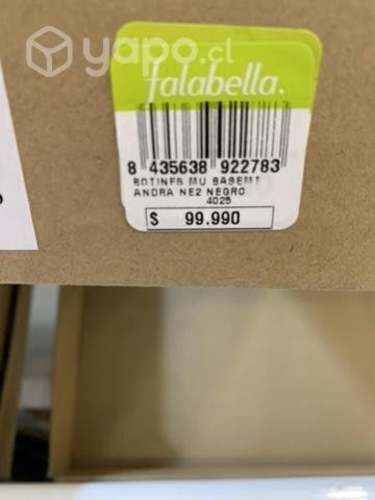 yapo.cl
falabella.
8 435638 922783
BOTINES MU BASEMT
ANDRA NE2 NEGRO
4025
$ 99.990